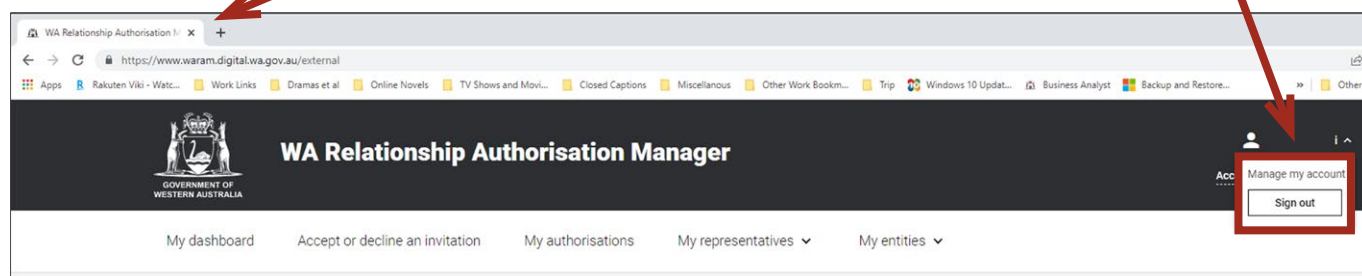 WA Relationship Authorisation M
https://www.waram.digital.wa.gov.au/external
Apps Rakuten Viki - Watc... Work Links Dramas et al Online Novels TV Shows and Movi... Closed Captions Miscellanous Other Work Bookm... Trip Windows 10 Updat... Business Analyst Backup and Restore... » Other
GOVERNMENT OF
WESTERN AUSTRALIA
WA Relationship Authorisation Manager
i
Acc
Manage my account
Sign out
My dashboard Accept or decline an invitation My authorisations My representatives My entities